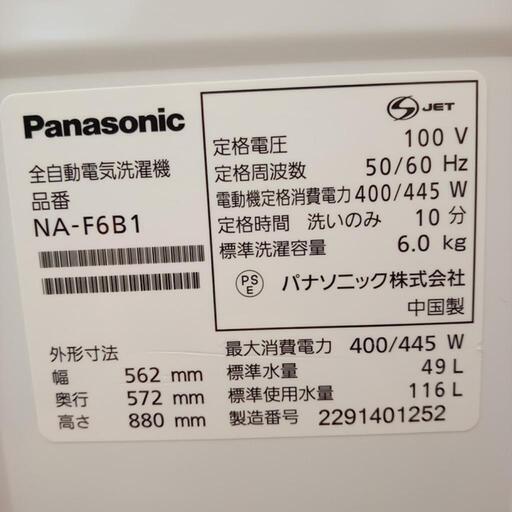 Panasonic
全自動電気洗濯機
品番
NA-F6B1
外形寸法
幅 562 mm
奥行 572 mm
高さ 880 mm
S JET
定格電圧 100 V
定格周波数 50/60 Hz
電動機定格消費電力 400/445 W
定格時間 洗いのみ 10 分
標準洗濯容量 6.0 kg
PS E パナソニック株式会社
中国製
最大消費電力 400/445 W
標準水量 49 L
標準使用水量 116 L
製造番号 2291401252